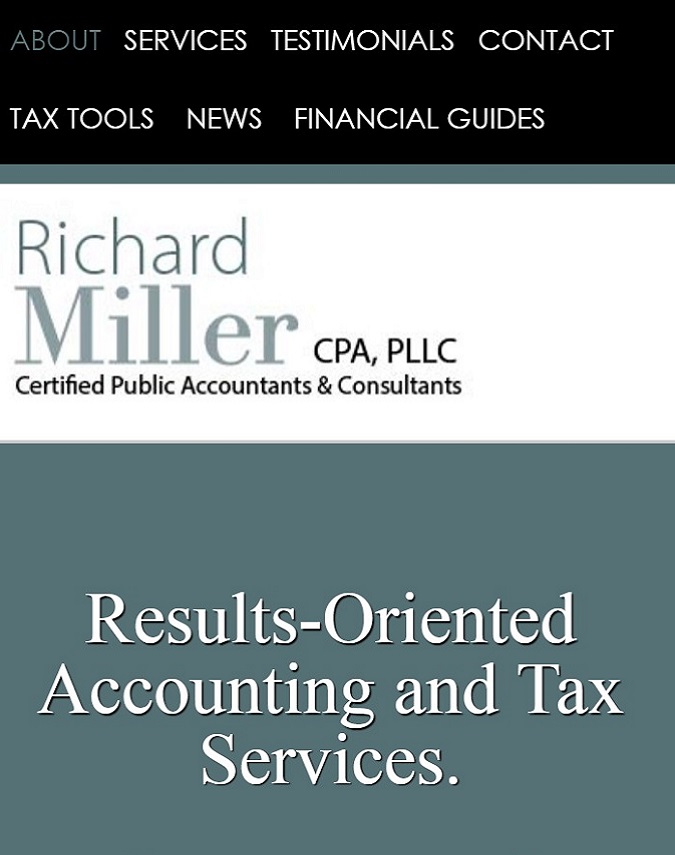 ABOUT SERVICES TESTIMONIALS CONTACT
TAX TOOLS NEWS FINANCIAL GUIDES
Richard
Miller CPA, PLLC
Certified Public Accountants & Consultants
Results-Oriented
Accounting and Tax
Services.